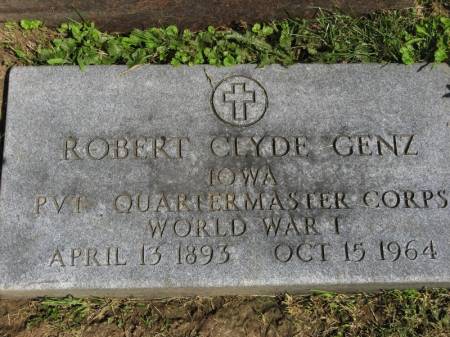 ROBERT CLYDE GENZ
IOWA
PVT QUARTERMASTER CORPS
WORLD WAR I
APRIL 13 1893 OCT 15 1964